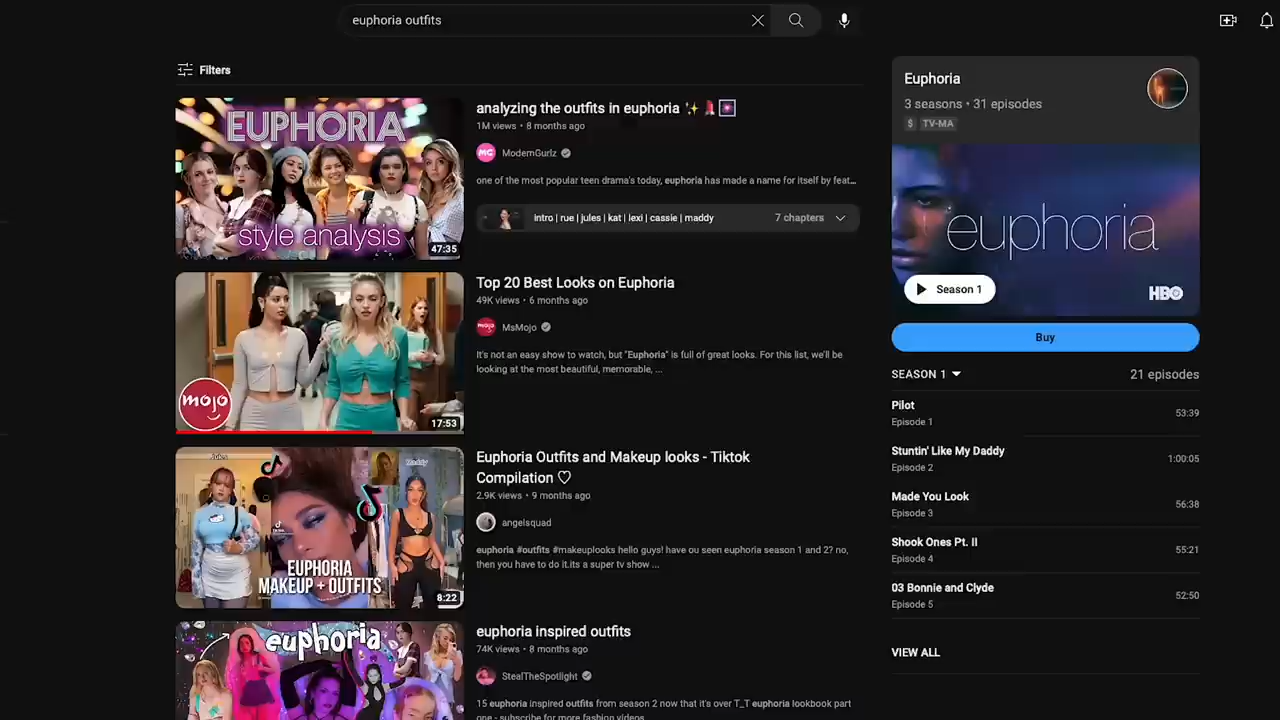 euphoria outfits
Filters
EUPHORIA
style analysis
47:35
analyzing the outfits in euphoria ✨💄🎆
1M views • 8 months ago
MG ModernGurlz
one of the most popular teen drama's today, euphoria has made a name for itself by feat...
intro | rue | jules | kat | lexi | cassie | maddy 7 chapters
mojo
17:53
Top 20 Best Looks on Euphoria
49K views • 6 months ago
mojo MsMojo
It's not an easy show to watch, but "Euphoria" is full of great looks. For this list, we'll be
looking at the most beautiful, memorable, ...
Jules
Maddy
EUPHORIA
MAKEUP + OUTFITS
8:22
Euphoria Outfits and Makeup looks - Tiktok
Compilation ♡
2.9K views • 9 months ago
angelsquad
euphoria #outfits #makeuplooks hello guys! have ou seen euphoria season 1 and 2? no,
then you have to do it.its a super tv show ...
euphoria
euphoria inspired outfits
74K views • 8 months ago
StealTheSpotlight
15 euphoria inspired outfits from season 2 now that it's over T_T euphoria lookbook part
one - subscribe for more fashion videos
Euphoria
3 seasons • 31 episodes
$ TV-MA
euphoria
Season 1
HBO
Buy
SEASON 1 21 episodes
Pilot
Episode 1
53:39
Stuntin' Like My Daddy
Episode 2
1:00:05
Made You Look
Episode 3
56:38
Shook Ones Pt. II
Episode 4
55:21
03 Bonnie and Clyde
Episode 5
52:50
VIEW ALL